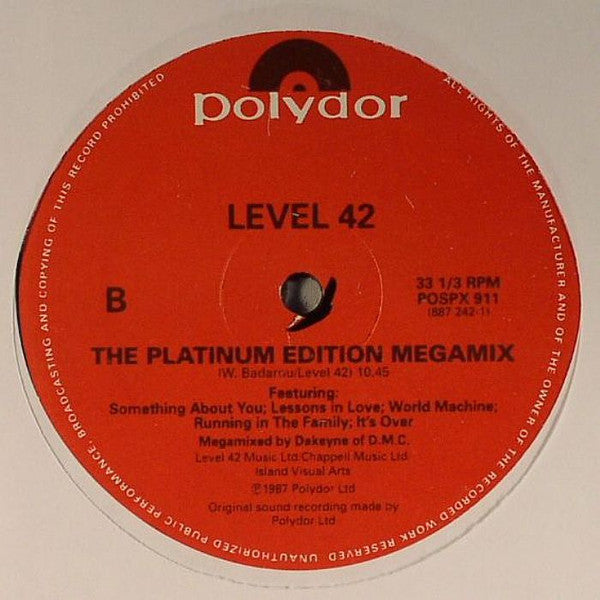 polydor
LEVEL 42
B
33 1/3 RPM
POSPX 911
(887 242-1)
THE PLATINUM EDITION MEGAMIX
(W. Badarou/Level 42) 10.45
Featuring:
Something About You; Lessons in Love; World Machine;
Running in The Family; It's Over
Megamixed by Dakeyne of D.M.C.
Level 42 Music Ltd/Chappell Music Ltd/
Island Visual Arts
℗1987 Polydor Ltd
Original sound recording made by
Polydor Ltd
ALL RIGHTS OF THE MANUFACTURER AND OF THE OWNER OF THE RECORDED WORK RESERVED. UNAUTHORIZED PUBLIC PERFORMANCE, BROADCASTING AND COPYING OF THIS RECORD PROHIBITED